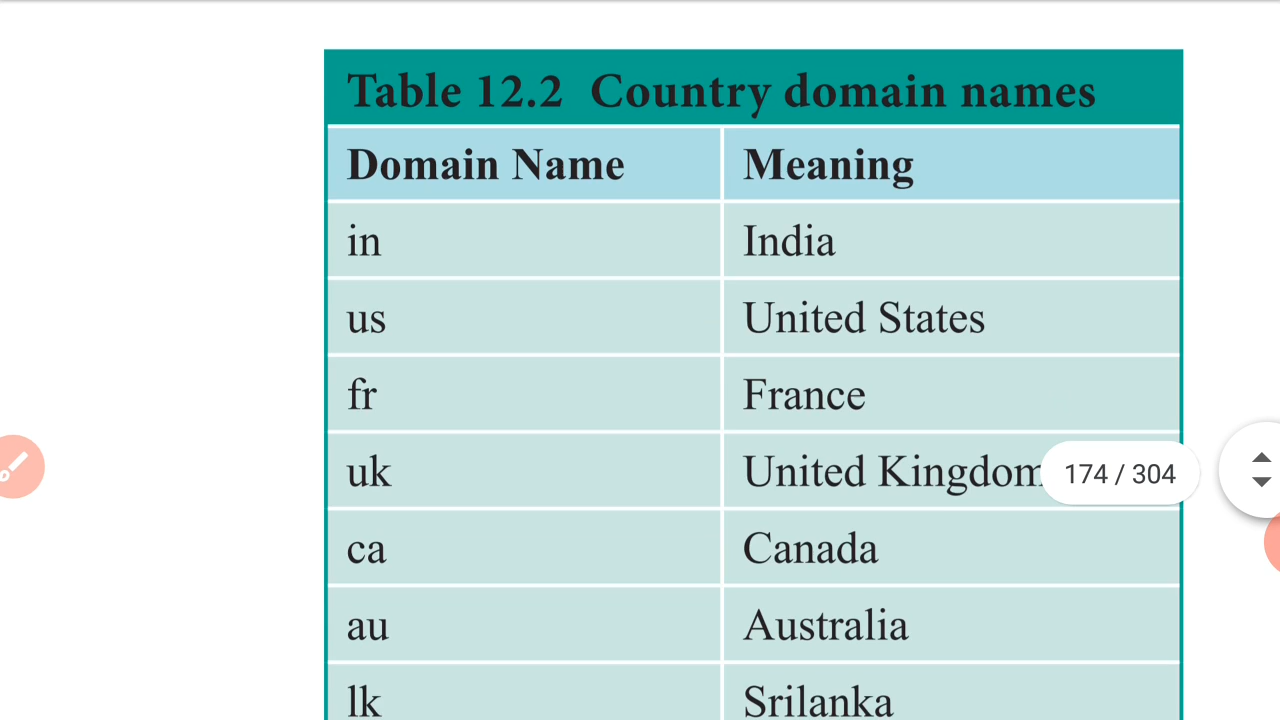 Table 12.2 Country domain names
Domain Name Meaning
in India
us United States
fr France
uk United Kingdom
174 / 304
ca Canada
au Australia
lk Srilanka